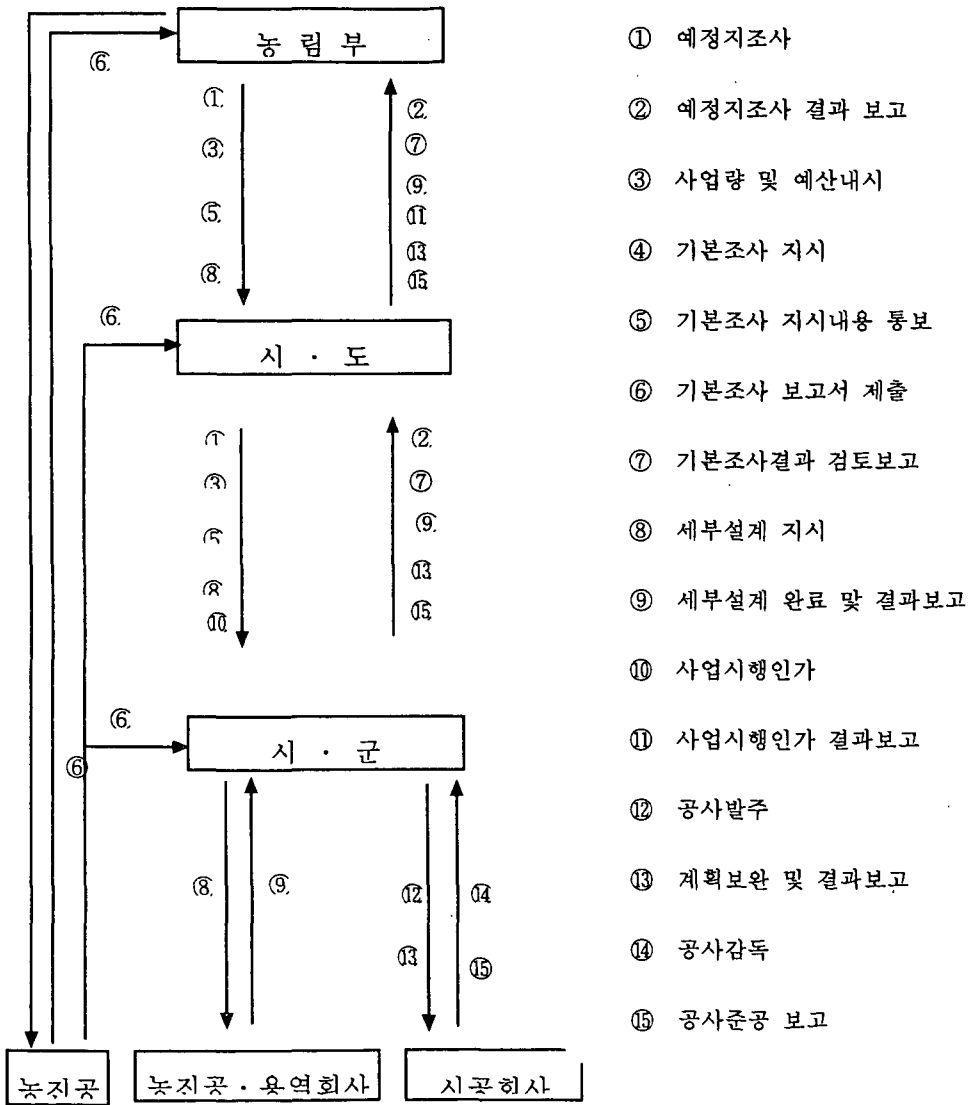 농 림 부
⑥
①
③
⑤
⑧
②
⑦
⑨
⑪
⑬
⑮
⑥
시 · 도
①
③
⑤
⑧
⑩
②
⑦
⑨
⑬
⑮
⑥
시 · 군
⑥
⑧
⑨
⑫
⑬
⑭
⑮
농진공
농진공 · 용역회사
시공회사
① 예정지조사
② 예정지조사 결과 보고
③ 사업량 및 예산내시
④ 기본조사 지시
⑤ 기본조사 지시내용 통보
⑥ 기본조사 보고서 제출
⑦ 기본조사결과 검토보고
⑧ 세부설계 지시
⑨ 세부설계 완료 및 결과보고
⑩ 사업시행인가
⑪ 사업시행인가 결과보고
⑫ 공사발주
⑬ 계획보완 및 결과보고
⑭ 공사감독
⑮ 공사준공 보고